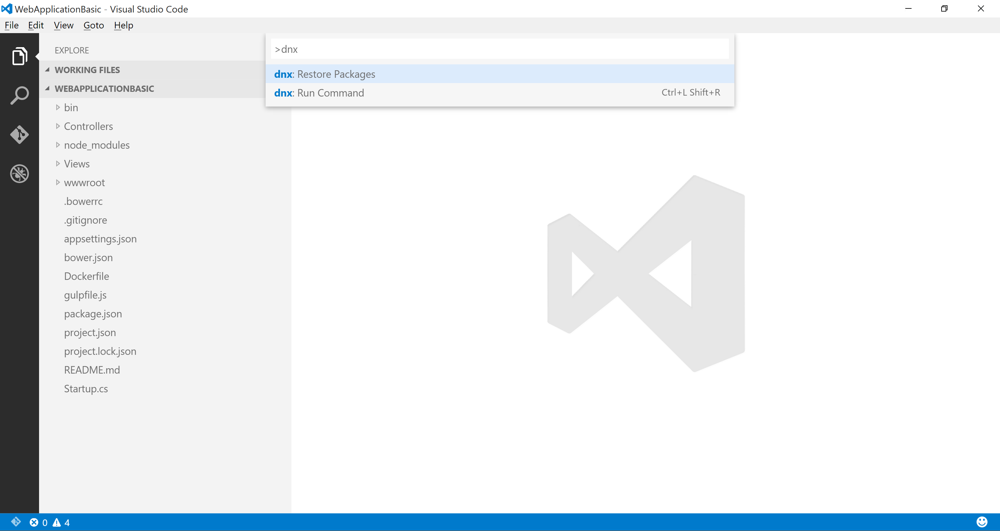 WebApplicationBasic - Visual Studio Code
File Edit View Goto Help
EXPLORE
WORKING FILES
WEBAPPLICATIONBASIC
bin
Controllers
node_modules
Views
wwwroot
.bowerrc
.gitignore
appsettings.json
bower.json
Dockerfile
gulpfile.js
package.json
project.json
project.lock.json
README.md
Startup.cs
>dnx
dnx: Restore Packages
dnx: Run Command Ctrl+L Shift+R
0 4